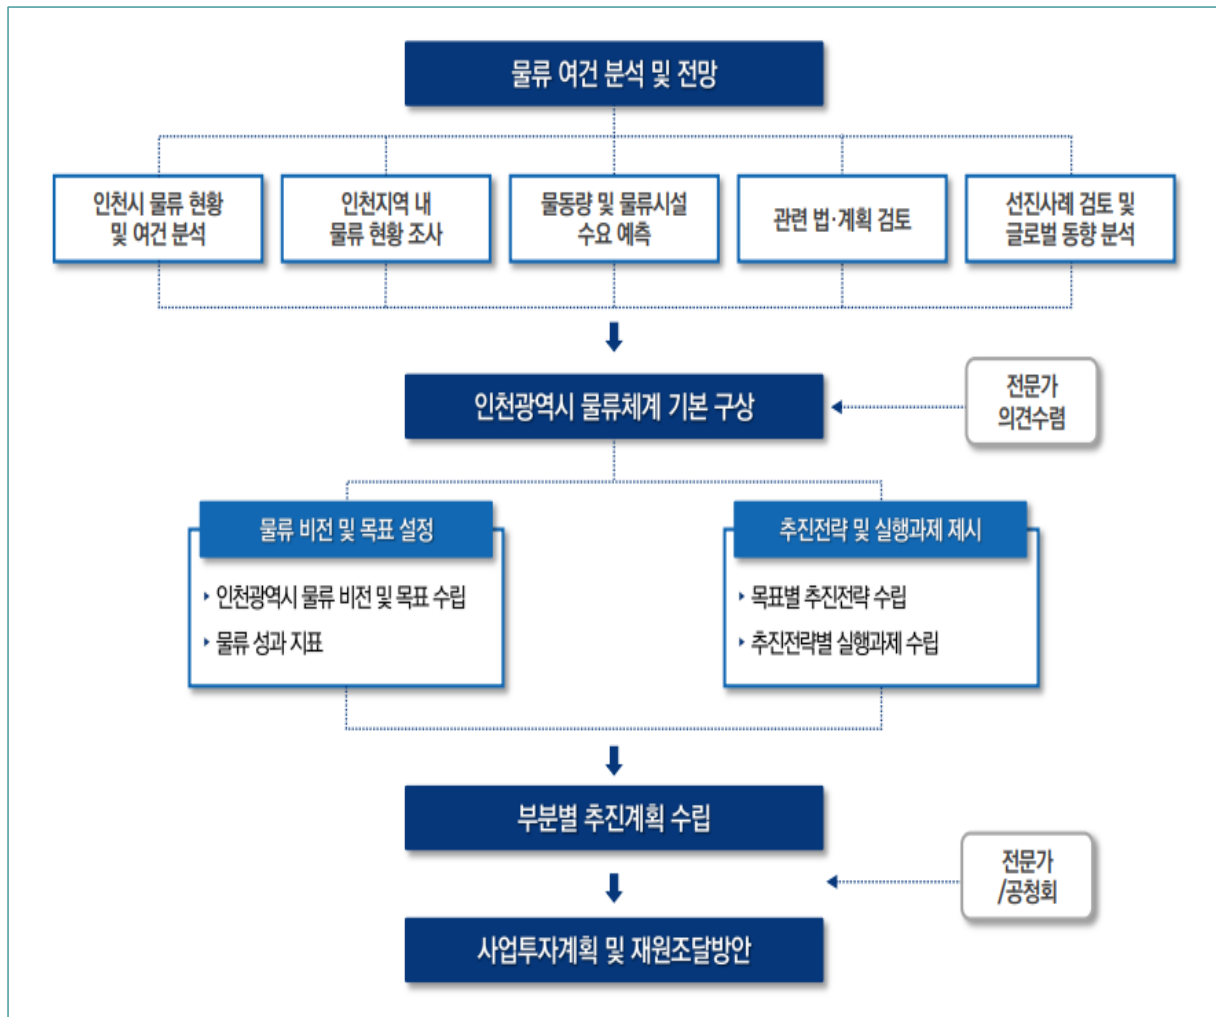 물류 여건 분석 및 전망
인천시 물류 현황
및 여건 분석
인천지역 내
물류 현황 조사
물동량 및 물류시설
수요 예측
관련 법·계획 검토
선진사례 검토 및
글로벌 동향 분석
인천광역시 물류체계 기본 구상
전문가
의견수렴
물류 비전 및 목표 설정
인천광역시 물류 비전 및 목표 수립
물류 성과 지표
추진전략 및 실행과제 제시
목표별 추진전략 수립
추진전략별 실행과제 수립
부분별 추진계획 수립
전문가
/공청회
사업투자계획 및 재원조달방안